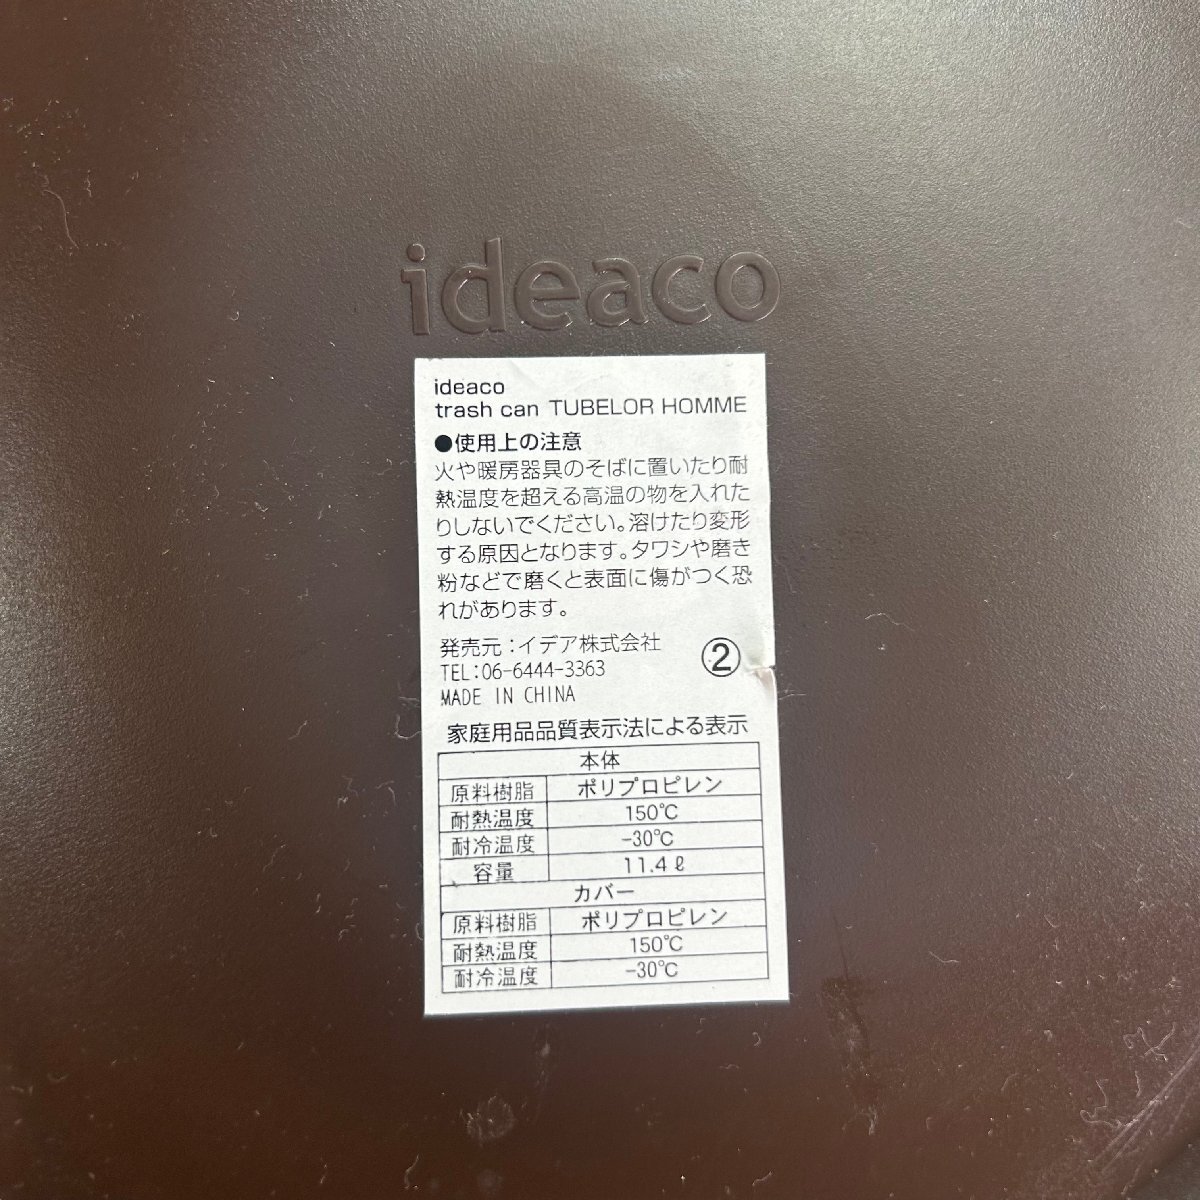 ideaco
ideaco
trash can TUBELOR HOMME
●使用上の注意
火や暖房器具のそばに置いたり耐
熱温度を超える高温の物を入れた
りしないでください。溶けたり変形
する原因となります。タワシや磨き
粉などで磨くと表面に傷がつく恐
れがあります。
発売元：イデア株式会社
TEL:06-6444-3363
②
MADE IN CHINA
家庭用品品質表示法による表示
本体
原料樹脂 ポリプロピレン
耐熱温度 150℃
耐冷温度 -30℃
容量 11.4ℓ
カバー
原料樹脂 ポリプロピレン
耐熱温度 150℃
耐冷温度 -30℃